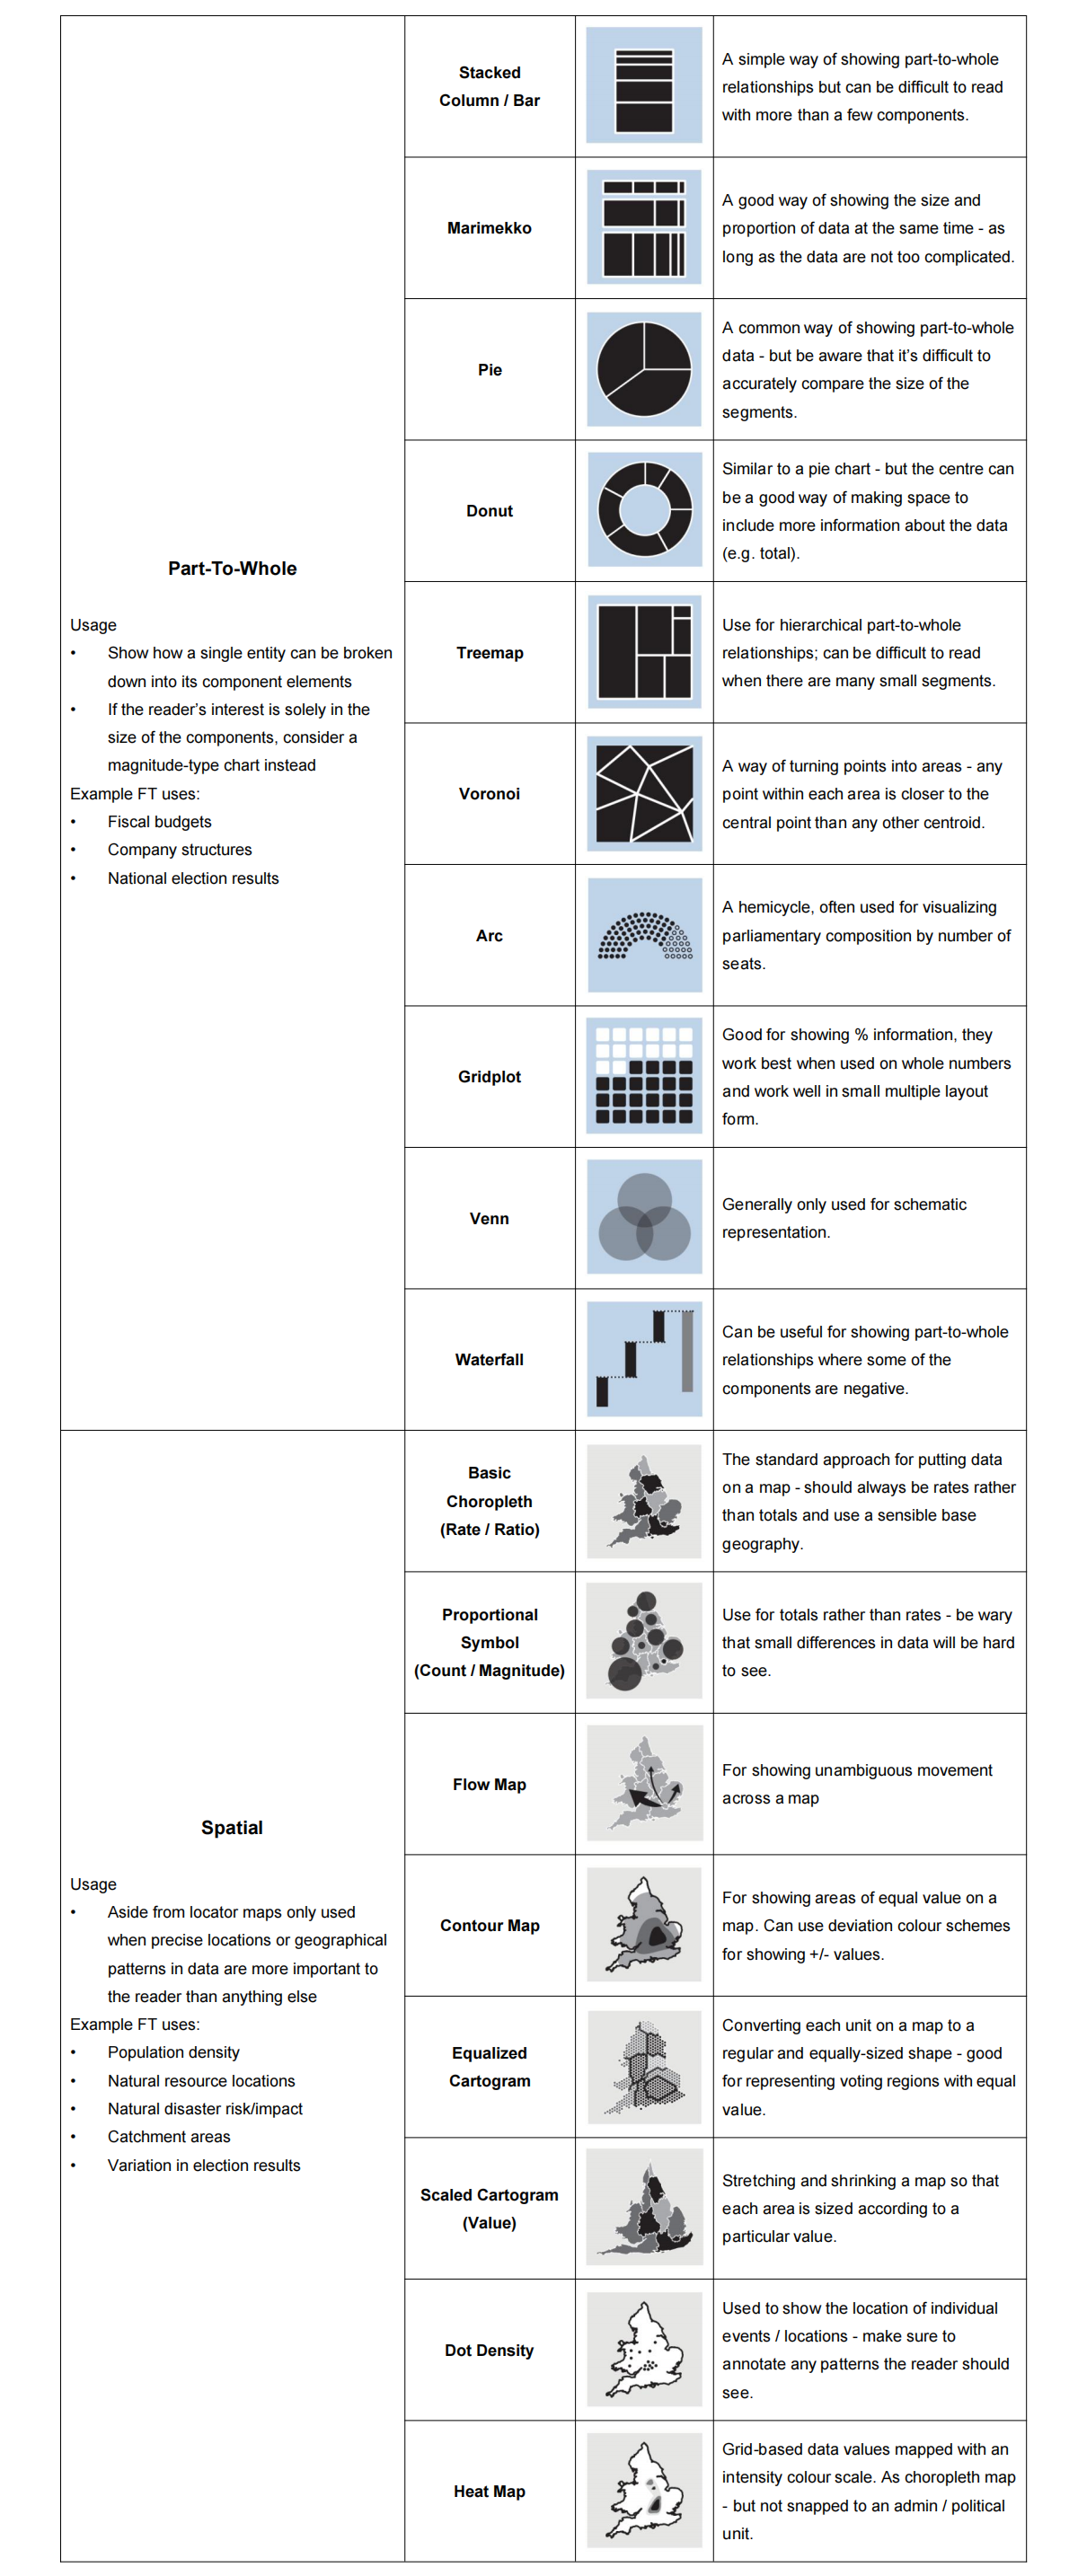 Part-To-Whole
Usage
• Show how a single entity can be broken
down into its component elements
• If the reader’s interest is solely in the
size of the components, consider a
magnitude-type chart instead
Example FT uses:
• Fiscal budgets
• Company structures
• National election results
Stacked
Column / Bar
A simple way of showing part-to-whole
relationships but can be difficult to read
with more than a few components.
Marimekko
A good way of showing the size and
proportion of data at the same time - as
long as the data are not too complicated.
Pie
A common way of showing part-to-whole
data - but be aware that it’s difficult to
accurately compare the size of the
segments.
Donut
Similar to a pie chart - but the centre can
be a good way of making space to
include more information about the data
(e.g. total).
Treemap
Use for hierarchical part-to-whole
relationships; can be difficult to read
when there are many small segments.
Voronoi
A way of turning points into areas - any
point within each area is closer to the
central point than any other centroid.
Arc
A hemicycle, often used for visualizing
parliamentary composition by number of
seats.
Gridplot
Good for showing % information, they
work best when used on whole numbers
and work well in small multiple layout
form.
Venn
Generally only used for schematic
representation.
Waterfall
Can be useful for showing part-to-whole
relationships where some of the
components are negative.
Spatial
Usage
• Aside from locator maps only used
when precise locations or geographical
patterns in data are more important to
the reader than anything else
Example FT uses:
• Population density
• Natural resource locations
• Natural disaster risk/impact
• Catchment areas
• Variation in election results
Basic
Choropleth
(Rate / Ratio)
The standard approach for putting data
on a map - should always be rates rather
than totals and use a sensible base
geography.
Proportional
Symbol
(Count / Magnitude)
Use for totals rather than rates - be wary
that small differences in data will be hard
to see.
Flow Map
For showing unambiguous movement
across a map
Contour Map
For showing areas of equal value on a
map. Can use deviation colour schemes
for showing +/- values.
Equalized
Cartogram
Converting each unit on a map to a
regular and equally-sized shape - good
for representing voting regions with equal
value.
Scaled Cartogram
(Value)
Stretching and shrinking a map so that
each area is sized according to a
particular value.
Dot Density
Used to show the location of individual
events / locations - make sure to
annotate any patterns the reader should
see.
Heat Map
Grid-based data values mapped with an
intensity colour scale. As choropleth map
- but not snapped to an admin / political
unit.